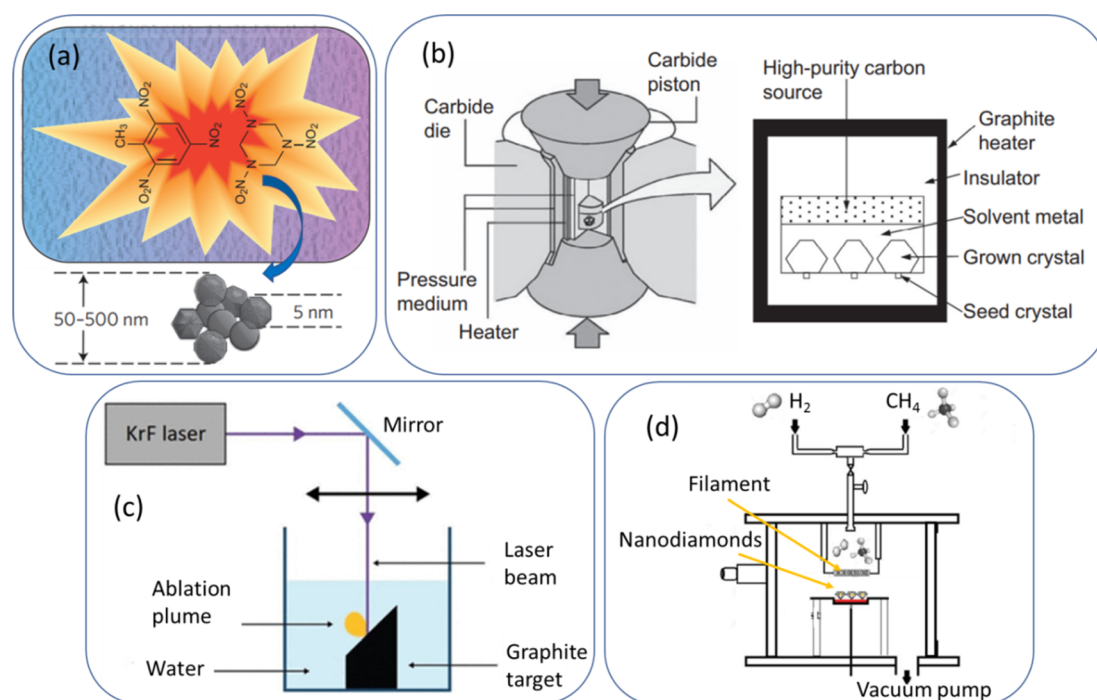 (a)
NO₂
CH₃
O₂N
NO₂
NO₂
N
N
N
NO₂
O₂N
50-500 nm
5 nm
(b)
Carbide
die
Carbide
piston
Pressure
medium
Heater
High-purity carbon
source
Graphite
heater
Insulator
Solvent metal
Grown crystal
Seed crystal
(c)
KrF laser
Mirror
Laser
beam
Ablation
plume
Water
Graphite
target
(d)
H₂
CH₄
Filament
Nanodiamonds
Vacuum pump